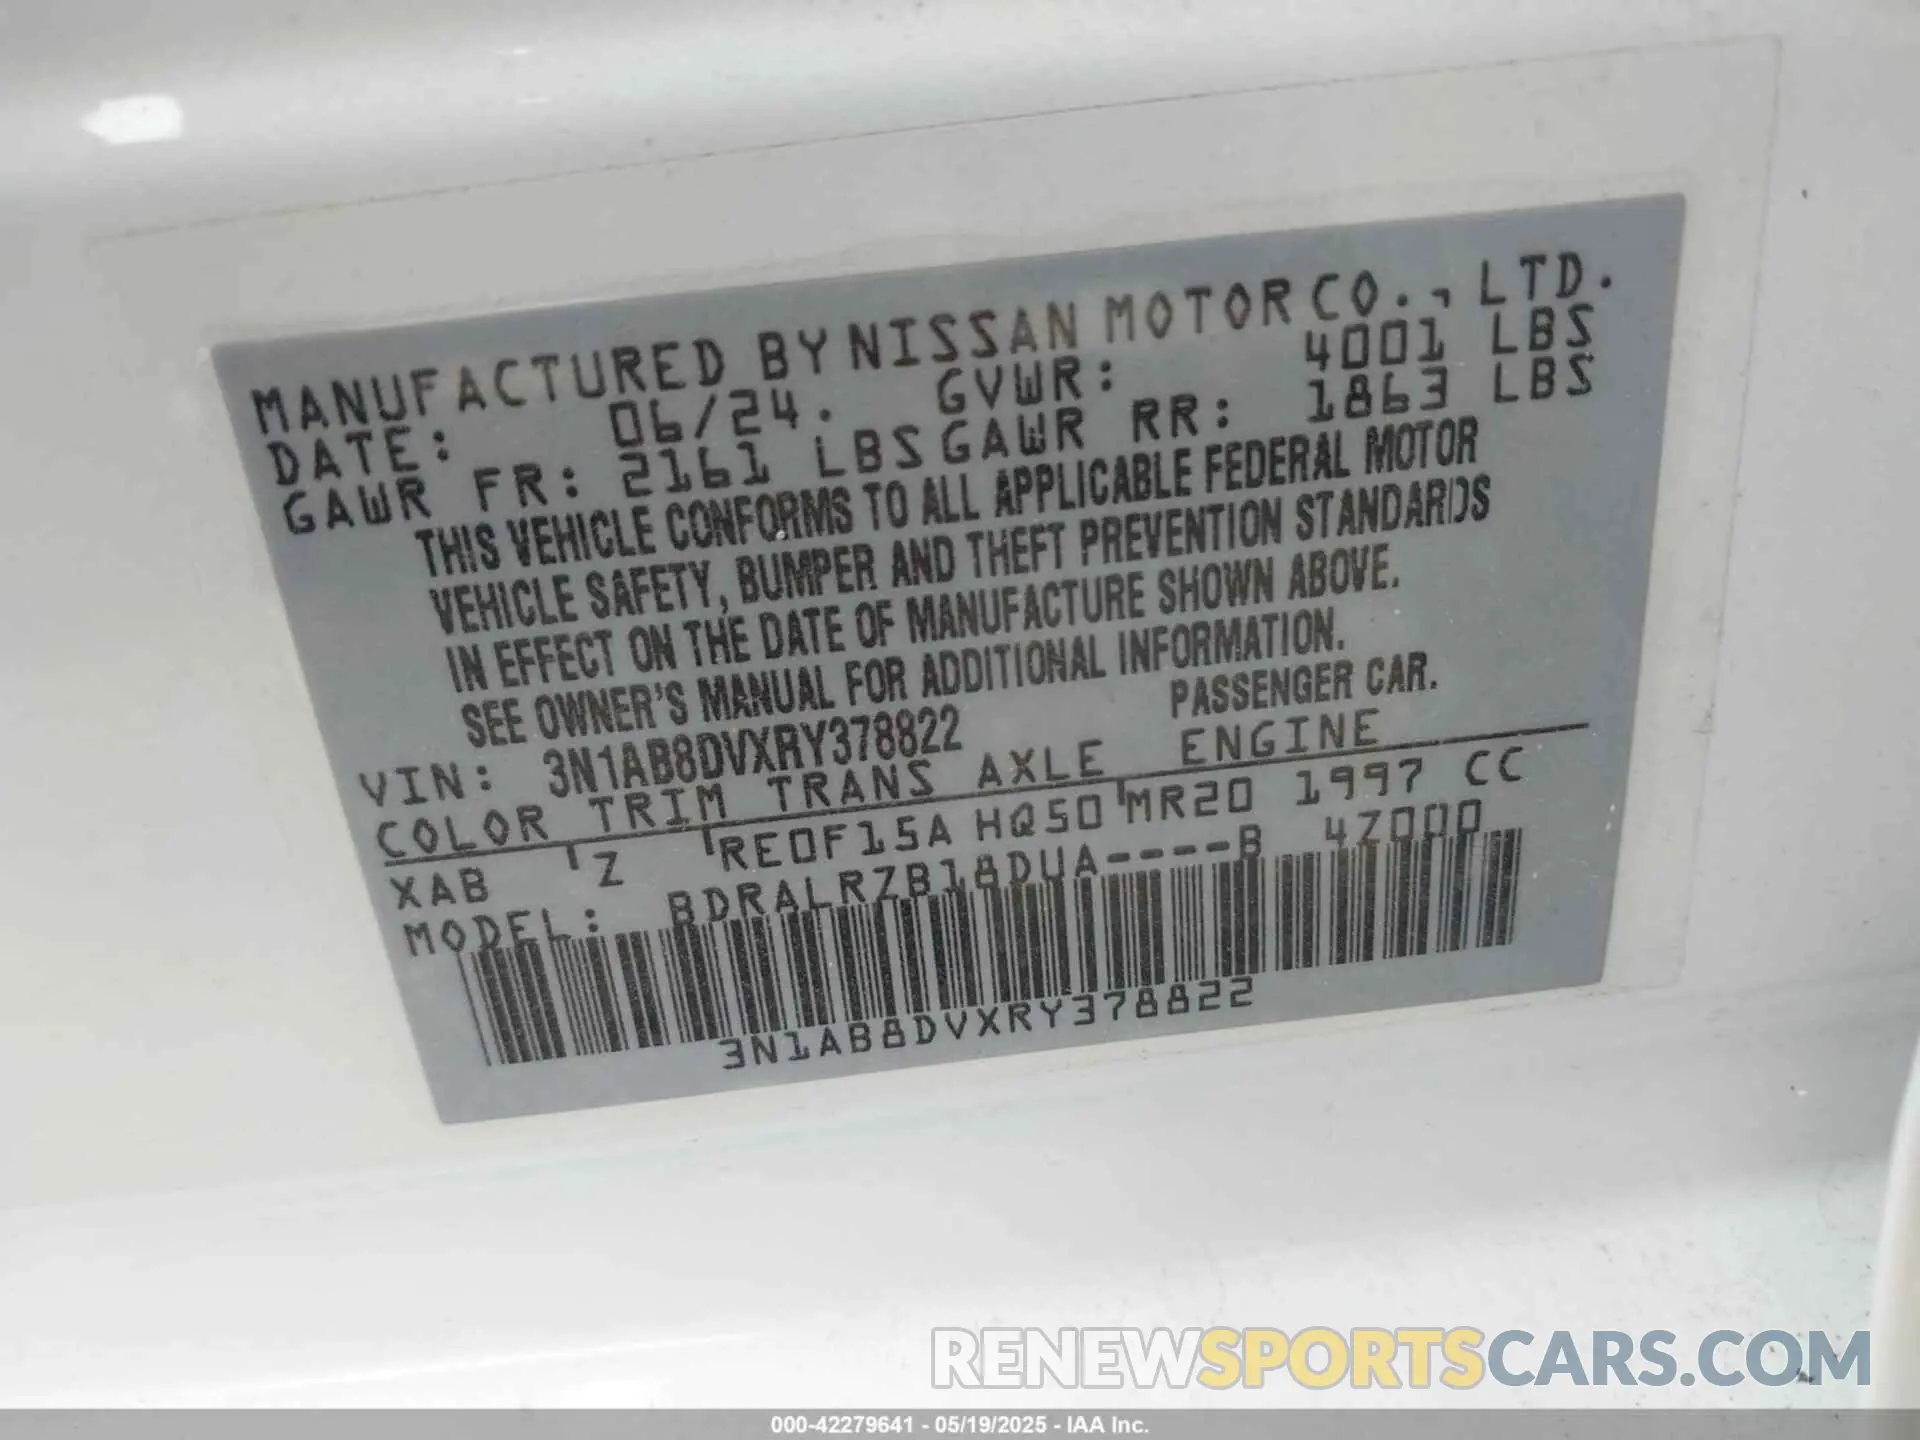 MANUFACTURED BY NISSAN MOTOR CO., LTD.
DATE: 06/24. GVWR: 4001 LBS
GAWR FR: 2161 LBS GAWR RR: 1863 LBS
THIS VEHICLE CONFORMS TO ALL APPLICABLE FEDERAL MOTOR
VEHICLE SAFETY, BUMPER AND THEFT PREVENTION STANDARDS
IN EFFECT ON THE DATE OF MANUFACTURE SHOWN ABOVE.
SEE OWNER'S MANUAL FOR ADDITIONAL INFORMATION.
VIN: 3N1AB8DVXRY378822 PASSENGER CAR.
COLOR TRIM TRANS AXLE ENGINE
XAB Z RE0F15A HQ50 MR20 1997 CC
MODEL: BDRALRZB18DUA----B 4Z000
3N1AB8DVXRY378822
RENEWSPORTSCARS.COM
000-42279641 - 05/19/2025 - IAA Inc.